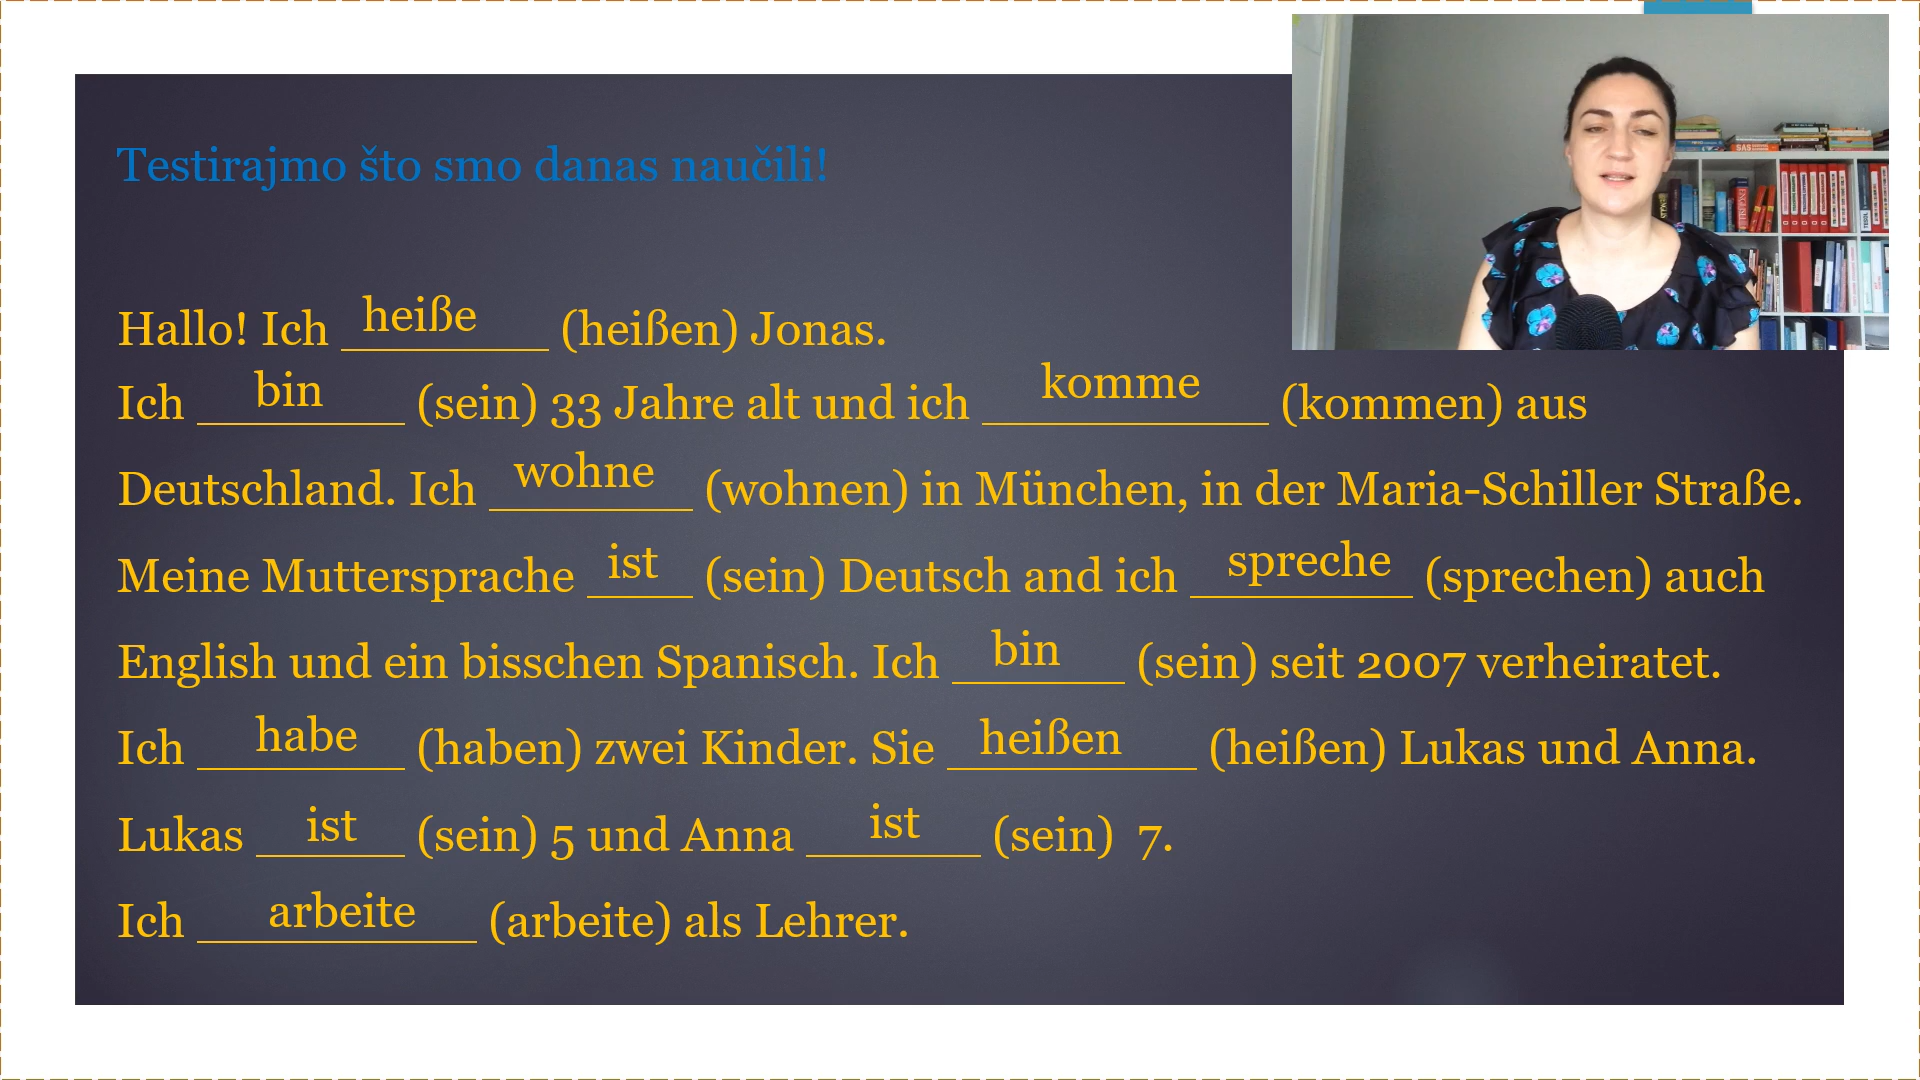 Testirajmo što smo danas naučili!
Hallo! Ich heiße (heißen) Jonas.
Ich bin (sein) 33 Jahre alt und ich komme (kommen) aus
Deutschland. Ich wohne (wohnen) in München, in der Maria-Schiller Straße.
Meine Muttersprache ist (sein) Deutsch and ich spreche (sprechen) auch
English und ein bisschen Spanisch. Ich bin (sein) seit 2007 verheiratet.
Ich habe (haben) zwei Kinder. Sie heißen (heißen) Lukas und Anna.
Lukas ist (sein) 5 und Anna ist (sein) 7.
Ich arbeite (arbeite) als Lehrer.